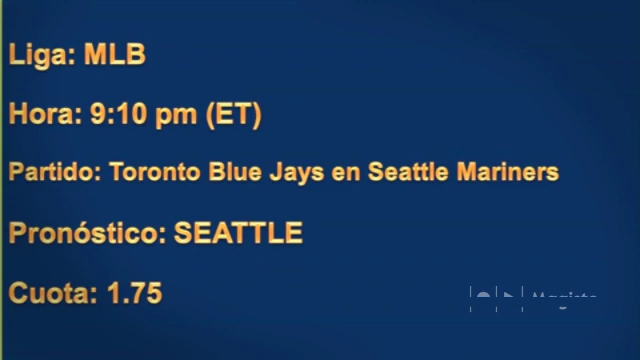 Liga: MLB
Hora: 9:10 pm (ET)
Partido: Toronto Blue Jays en Seattle Mariners
Pronóstico: SEATTLE
Cuota: 1.75